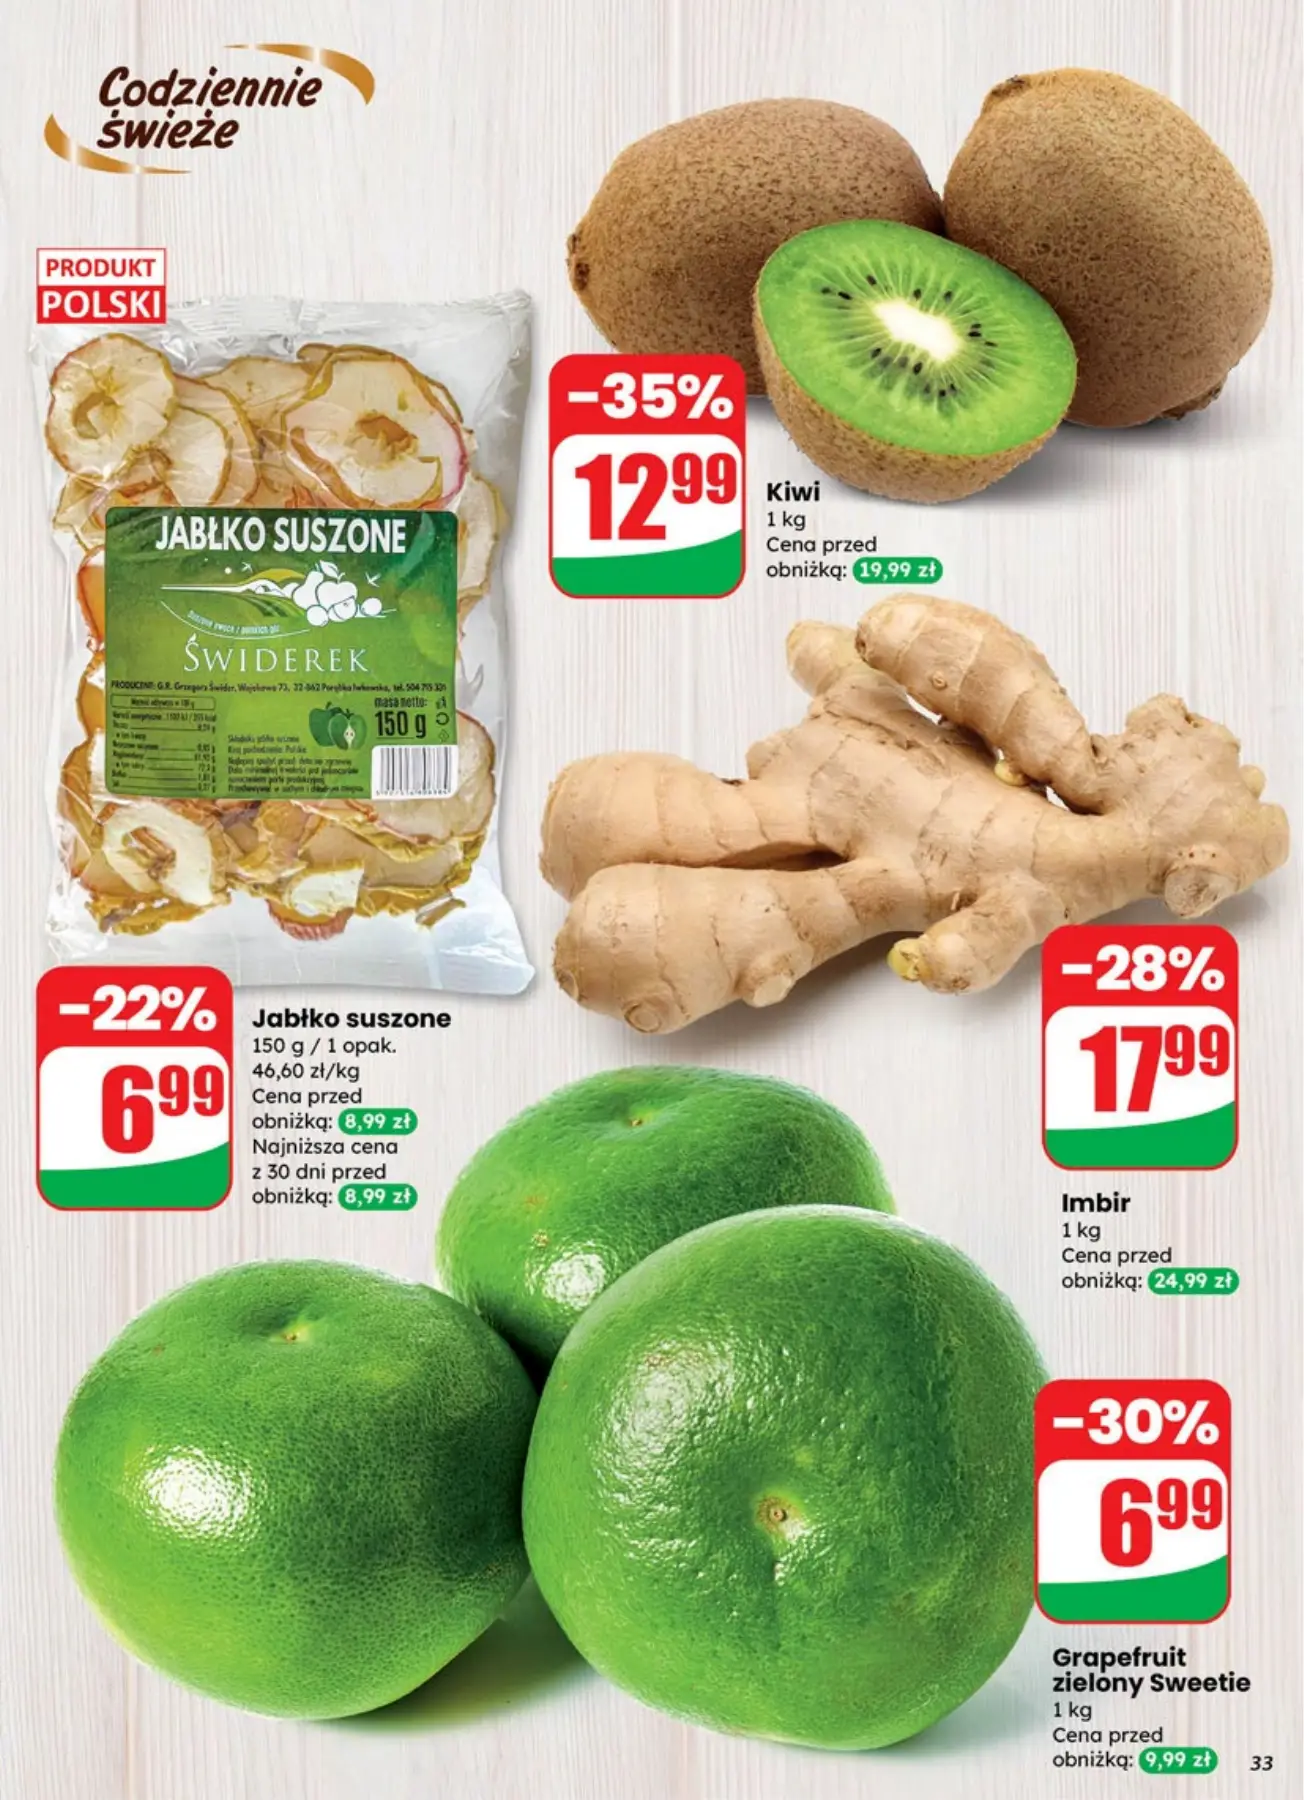 Codziennie
świeże
PRODUKT
POLSKI
JABŁKO SUSZONE
ŚWIDEREK
masa netto:
150 g
-35%
12 99
Kiwi
1 kg
Cena przed
obniżką: 19,99 zł
-22%
6 99
Jabłko suszone
150 g / 1 opak.
46,60 zł/kg
Cena przed
obniżką: 8,99 zł
Najniższa cena
z 30 dni przed
obniżką: 8,99 zł
-28%
17 99
Imbir
1 kg
Cena przed
obniżką: 24,99 zł
-30%
6 99
Grapefruit
zielony Sweetie
1 kg
Cena przed
obniżką: 9,99 zł
33